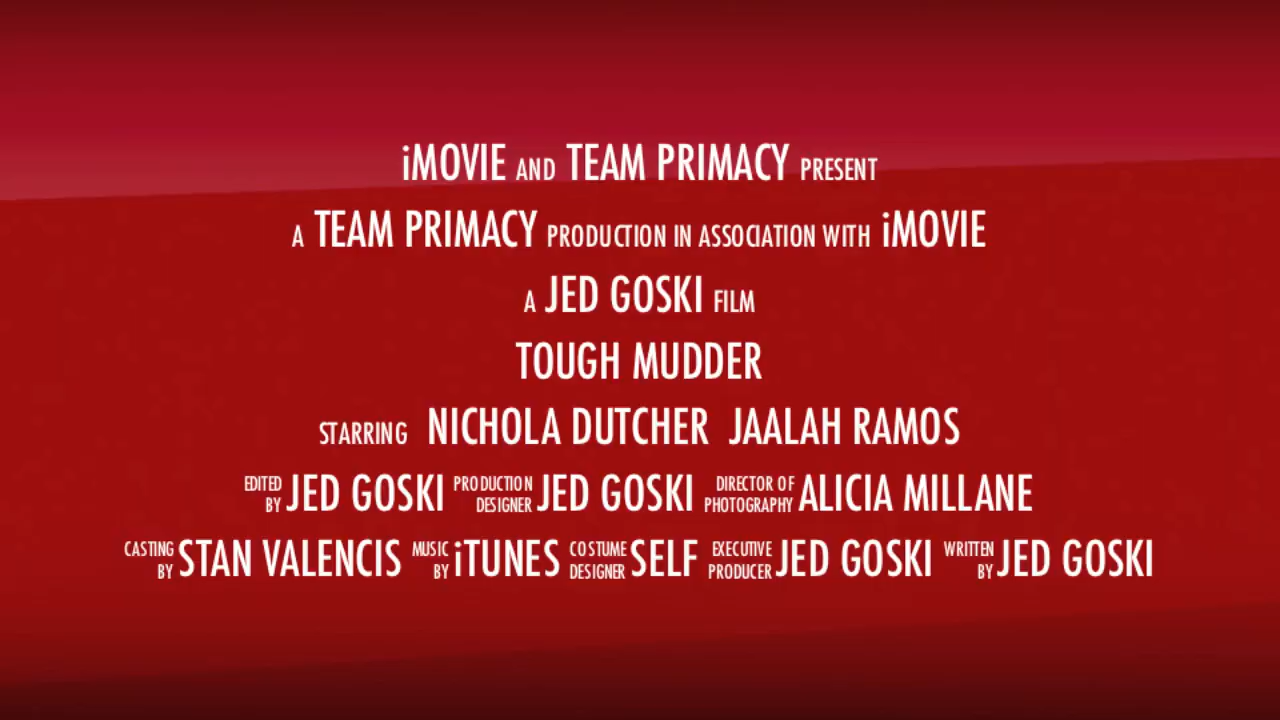 iMOVIE AND TEAM PRIMACY PRESENT
A TEAM PRIMACY PRODUCTION IN ASSOCIATION WITH iMOVIE
A JED GOSKI FILM
TOUGH MUDDER
STARRING NICHOLA DUTCHER JAALAH RAMOS
EDITED BY JED GOSKI PRODUCTION DESIGNER JED GOSKI DIRECTOR OF PHOTOGRAPHY ALICIA MILLANE
CASTING BY STAN VALENCIS MUSIC BY iTUNES COSTUME DESIGNER SELF EXECUTIVE PRODUCER JED GOSKI WRITTEN BY JED GOSKI